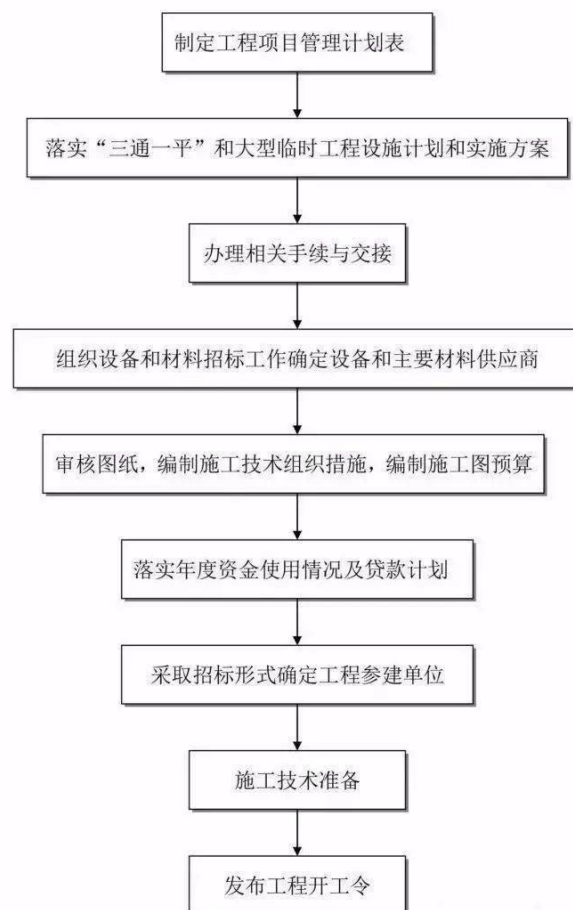 制定工程项目管理计划表
落实“三通一平”和大型临时工程设施计划和实施方案
办理相关手续与交接
组织设备和材料招标工作确定设备和主要材料供应商
审核图纸，编制施工技术组织措施，编制施工图预算
落实年度资金使用情况及贷款计划
采取招标形式确定工程参建单位
施工技术准备
发布工程开工令